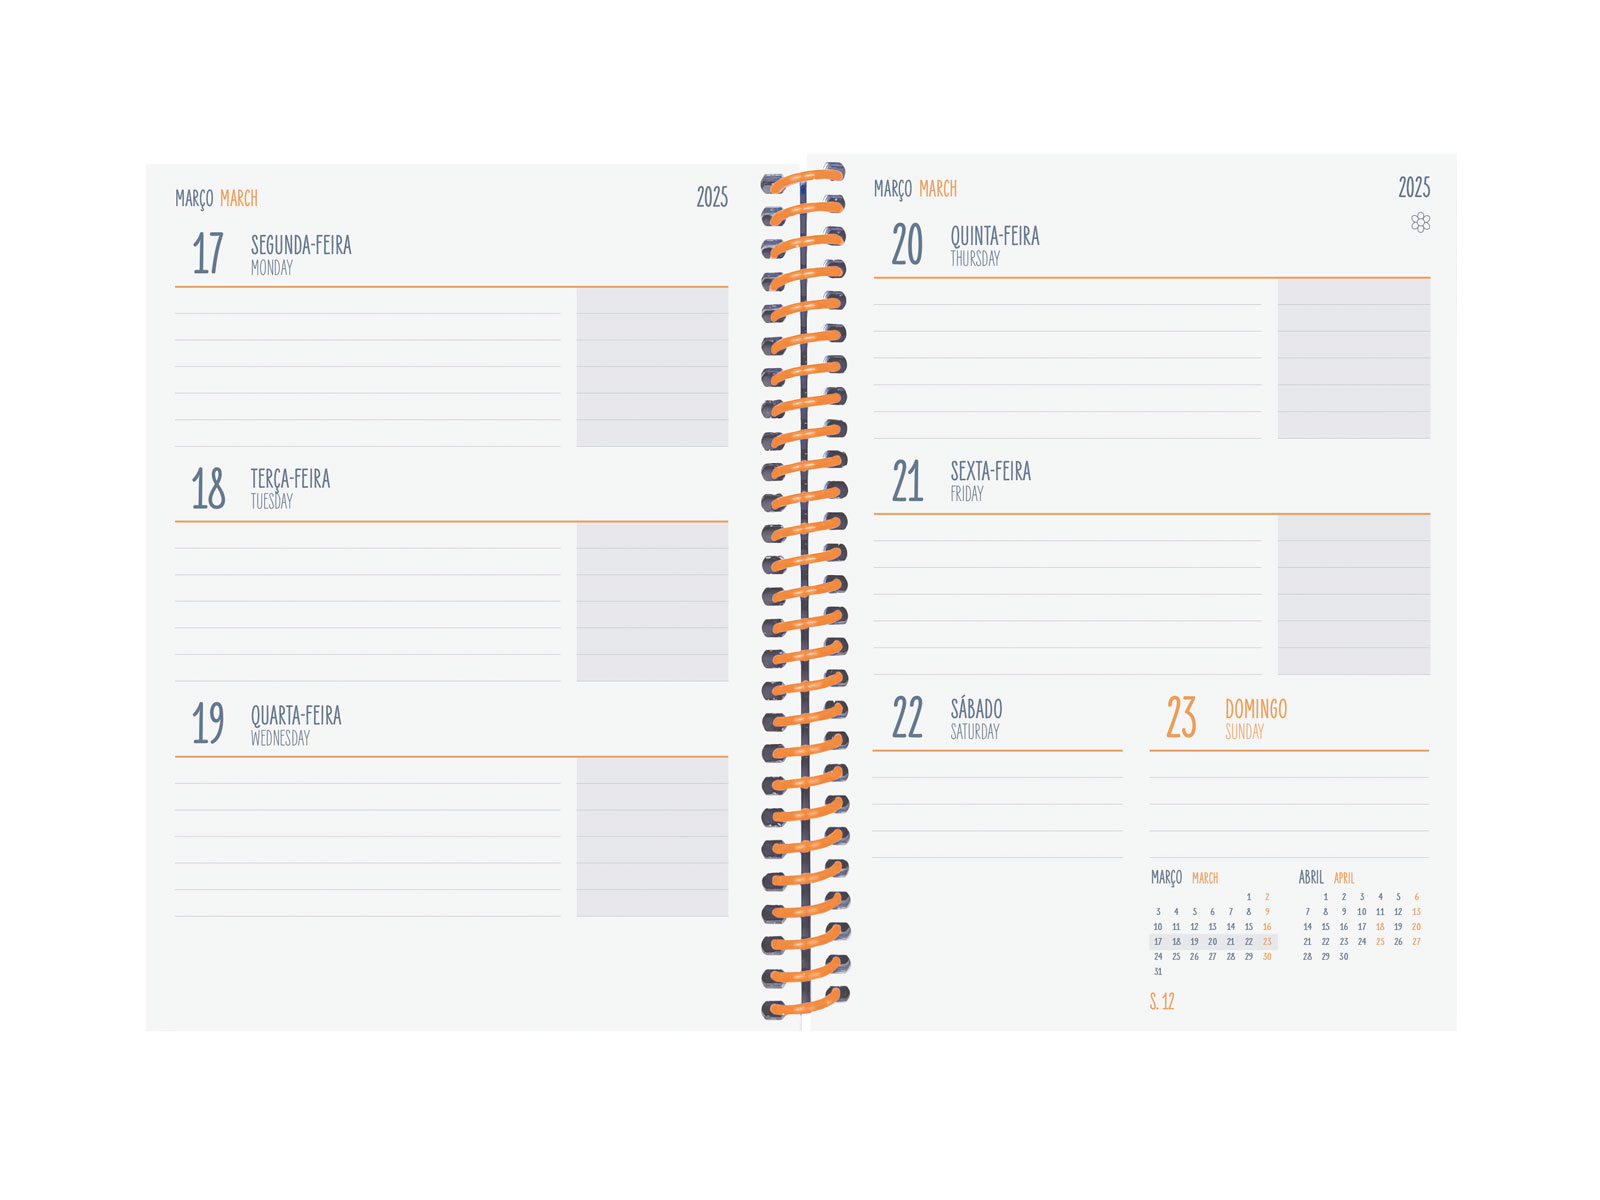 MARÇO MARCH 2025
17 SEGUNDA-FEIRA
MONDAY
18 TERÇA-FEIRA
TUESDAY
19 QUARTA-FEIRA
WEDNESDAY
MARÇO MARCH 2025
20 QUINTA-FEIRA
THURSDAY
21 SEXTA-FEIRA
FRIDAY
22 SÁBADO
SATURDAY
23 DOMINGO
SUNDAY
MARÇO MARCH
1 2
3 4 5 6 7 8 9
10 11 12 13 14 15 16
17 18 19 20 21 22 23
24 25 26 27 28 29 30
31
ABRIL APRIL
1 2 3 4 5 6
7 8 9 10 11 12 13
14 15 16 17 18 19 20
21 22 23 24 25 26 27
28 29 30
S. 12